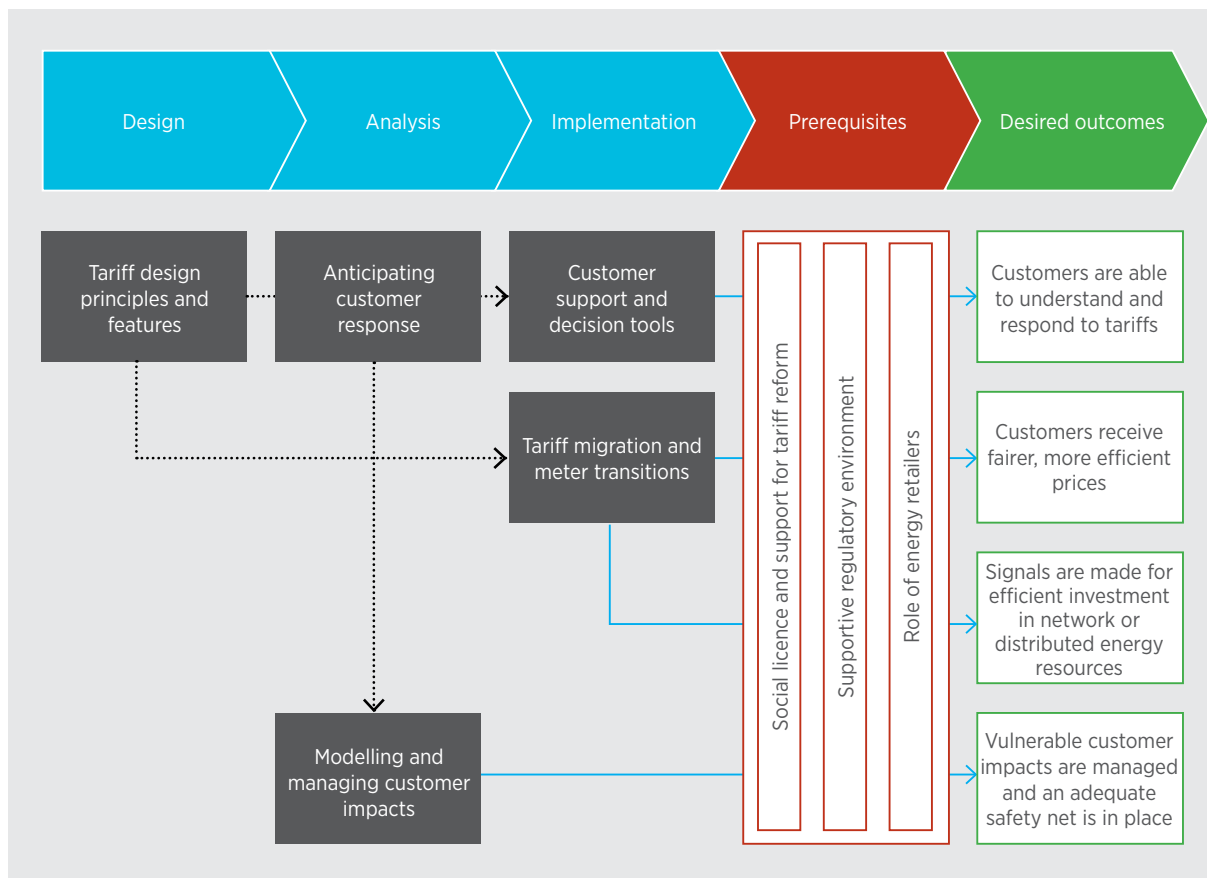 Design
Analysis
Implementation
Prerequisites
Desired outcomes
Tariff design
principles and
features
Anticipating
customer
response
Customer
support and
decision tools
Tariff migration and
meter transitions
Modelling and
managing customer
impacts
Social licence and support for tariff reform
Supportive regulatory environment
Role of energy retailers
Customers are able
to understand and
respond to tariffs
Customers receive
fairer, more efficient
prices
Signals are made for
efficient investment
in network or
distributed energy
resources
Vulnerable customer
impacts are managed
and an adequate
safety net is in place